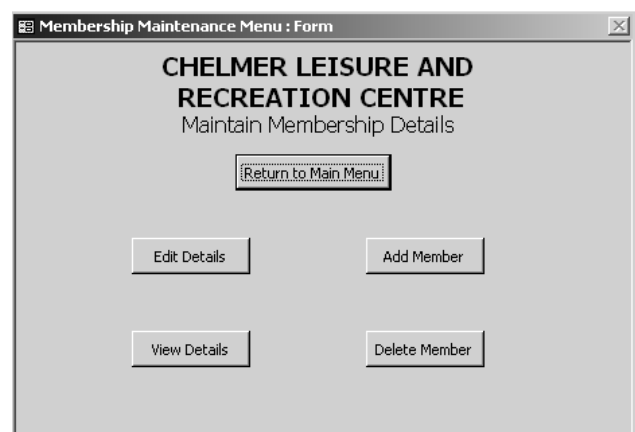 Membership Maintenance Menu : Form
CHELMER LEISURE AND
RECREATION CENTRE
Maintain Membership Details
Return to Main Menu
Edit Details
Add Member
View Details
Delete Member